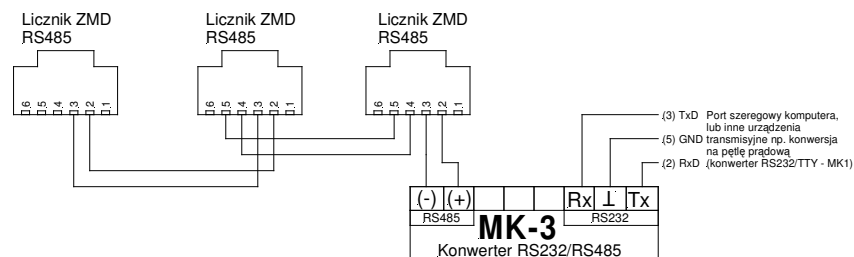 Licznik ZMD
RS485
Licznik ZMD
RS485
Licznik ZMD
RS485
.6 .5 .4 .3 .2 .1
.6 .5 .4 .3 .2 .1
.6 .5 .4 .3 .2 .1
(3) TxD Port szeregowy komputera,
lub inne urządzenia
(5) GND transmisyjne np. konwersja
na pętlę prądową
(2) RxD (konwerter RS232/TTY - MK1)
(-) (+) Rx ⊥ Tx
RS485 RS232
MK-3
Konwerter RS232/RS485